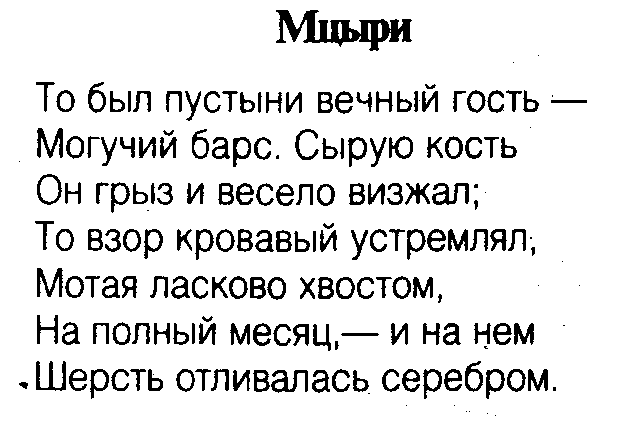 Мцыри
То был пустыни вечный гость —
Могучий барс. Сырую кость
Он грыз и весело визжал;
То взор кровавый устремлял,
Мотая ласково хвостом,
На полный месяц,— и на нем
Шерсть отливалась серебром.